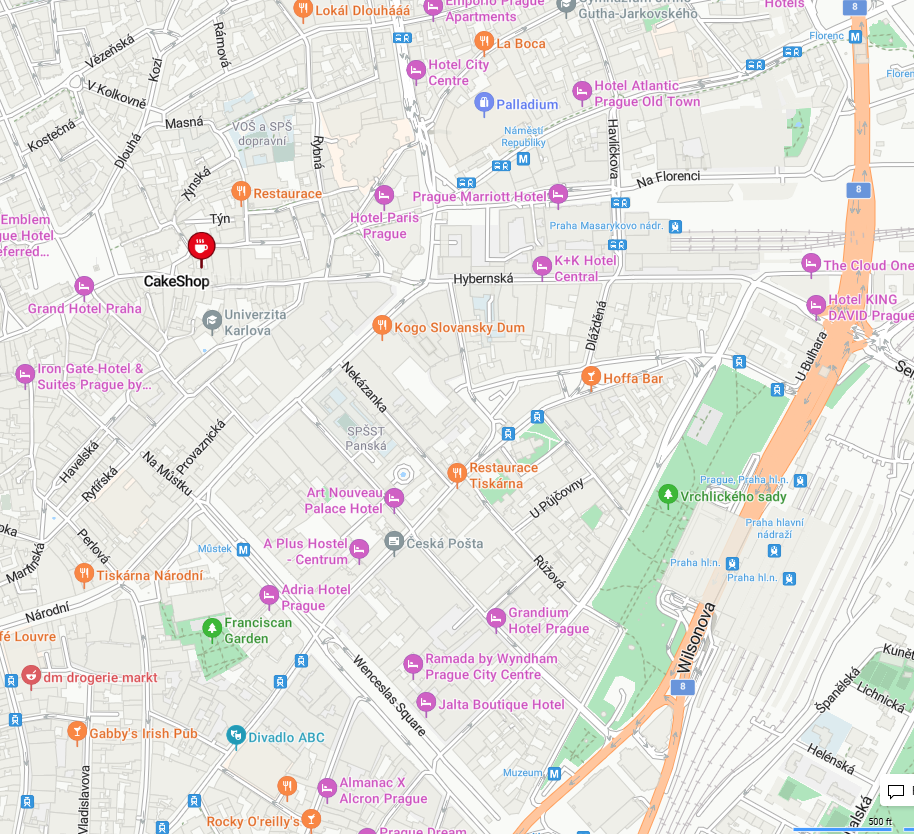 Lokál Dlouhááá
Emporio Prague
Apartments
Gutha-Jarkovského
Hotels
8
Florenc
M
La Boca
Vězeňská
Rámová
Kozí
Hotel City
Centre
Hotel Atlantic
Prague Old Town
V Kolkovně
Palladium
Masná
Kostečná
Dlouhá
VOŠ a SPŠ
dopravní
Rybná
Náměstí
Republiky
M
Havlíčkova
Týnská
Restaurace
Na Florenci
8
Prague Marriott Hotel
Týn
Hotel Paris
Prague
Praha Masarykovo nádr.
Emblem
CakeShop
K+K Hotel
Central
Hybernská
The Cloud One
Grand Hotel Praha
Hotel KING
DAVID Prague
Univerzita
Karlova
Kogo Slovansky Dum
Dlážděná
U Bulhara
Iron Gate Hotel &
Suites Prague by...
Nekázanka
Hoffa Bar
SPŠST
Panská
Provaznická
Havelská
Rytířská
Na Můstku
Restaurace
Tiskárna
U Půjčovny
Art Nouveau
Palace Hotel
Praha, Praha hl.n.
Vrchlického sady
Praha hlavní
nádraží
Perlová
Martinská
Můstek
M
A Plus Hostel
- Centrum
Česká Pošta
Růžová
Praha hl.n.
Praha hl.n.
Tiskárna Národní
Adria Hotel
Prague
Národní
Franciscan
Garden
Grandium
Hotel Prague
Wilsonova
8
dm drogerie markt
Ramada by Wyndham
Prague City Centre
Wenceslas Square
Jalta Boutique Hotel
Španělská
Lichnická
Gabby's Irish Pub
Divadlo ABC
Helénská
Muzeum
M
Almanac X
Alcron Prague
Vladislavova
Rocky O'reilly's
Prague Dream
500 ft